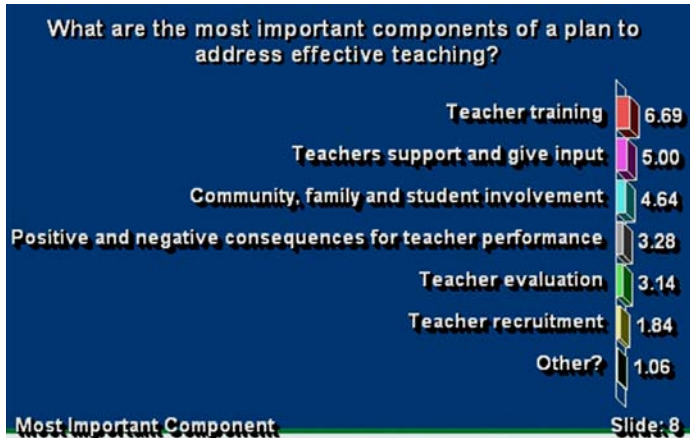 What are the most important components of a plan to
address effective teaching?
Teacher training 6.69
Teachers support and give input 5.00
Community, family and student involvement 4.64
Positive and negative consequences for teacher performance 3.28
Teacher evaluation 3.14
Teacher recruitment 1.84
Other? 1.06
Most Important Component Slide: 8